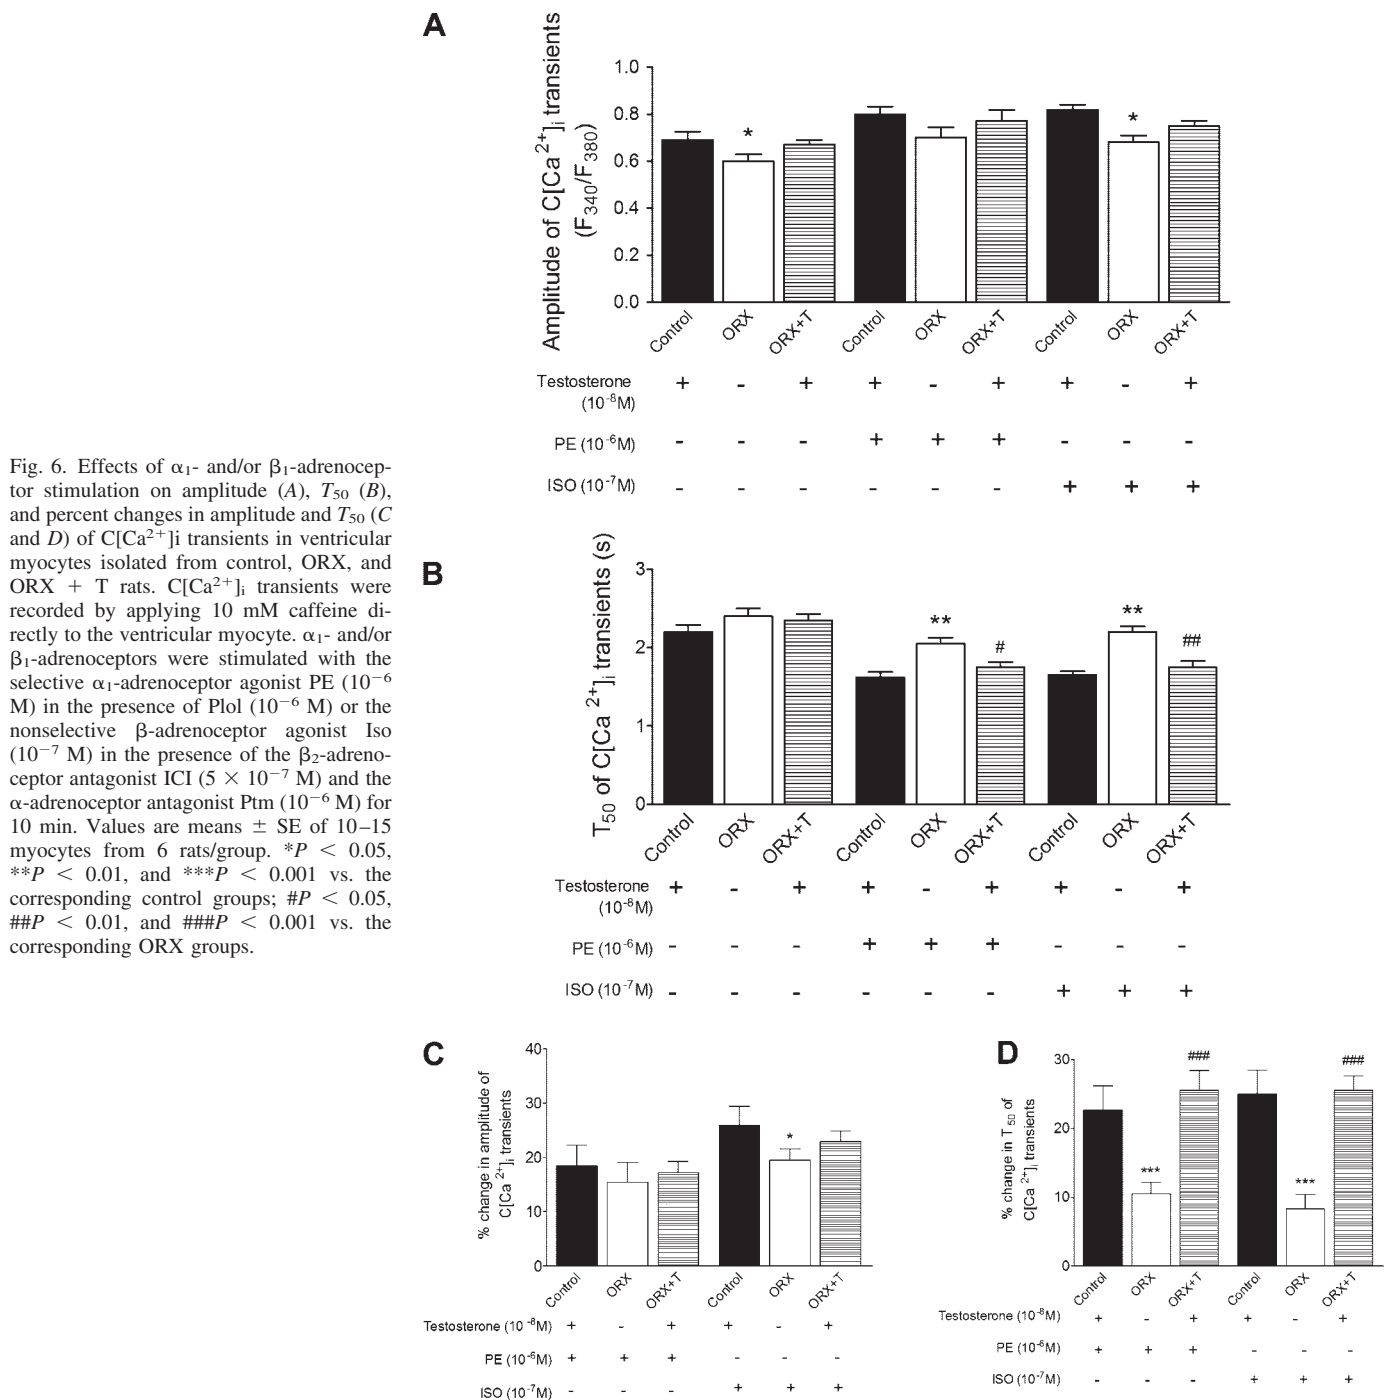 A
Amplitude of C[Ca 2+]i transients
(F340/F380)
1.0
0.8
0.6
0.4
0.2
0.0
* *
Control ORX ORX+T Control ORX ORX+T Control ORX ORX+T
Testosterone + - + + - + + - +
(10-8M)
PE (10-6M) - - - + + + - - -
ISO (10-7M) - - - - - - + + +
Fig. 6. Effects of α1- and/or β1-adrenocep-
tor stimulation on amplitude (A), T50 (B),
and percent changes in amplitude and T50 (C
and D) of C[Ca2+]i transients in ventricular
myocytes isolated from control, ORX, and
ORX + T rats. C[Ca2+]i transients were
recorded by applying 10 mM caffeine di-
rectly to the ventricular myocyte. α1- and/or
β1-adrenoceptors were stimulated with the
selective α1-adrenoceptor agonist PE (10−6
M) in the presence of Plol (10−6 M) or the
nonselective β-adrenoceptor agonist Iso
(10−7 M) in the presence of the β2-adreno-
ceptor antagonist ICI (5 × 10−7 M) and the
α-adrenoceptor antagonist Ptm (10−6 M) for
10 min. Values are means ± SE of 10–15
myocytes from 6 rats/group. *P < 0.05,
**P < 0.01, and ***P < 0.001 vs. the
corresponding control groups; #P < 0.05,
##P < 0.01, and ###P < 0.001 vs. the
corresponding ORX groups.
B
T50 of C[Ca 2+]i transients (s)
3
2
1
0
** # ** ##
Control ORX ORX+T Control ORX ORX+T Control ORX ORX+T
Testosterone + - + + - + + - +
(10-8M)
PE (10-6M) - - - + + + - - -
ISO (10-7M) - - - - - - + + +
C
% change in amplitude of
C[Ca 2+]i transients
40
30
20
10
0
*
Control ORX ORX+T Control ORX ORX+T
Testosterone (10-8M) + - + + - +
PE (10-6M) + + + - - -
ISO (10-7M) - - - + + +
D
% change in T50 of
C[Ca 2+]i transients
30
20
10
0
*** ### *** ###
Control ORX ORX+T Control ORX ORX+T
Testosterone (10-8M) + - + + - +
PE (10-6M) + + + - - -
ISO (10-7M) - - - + + +